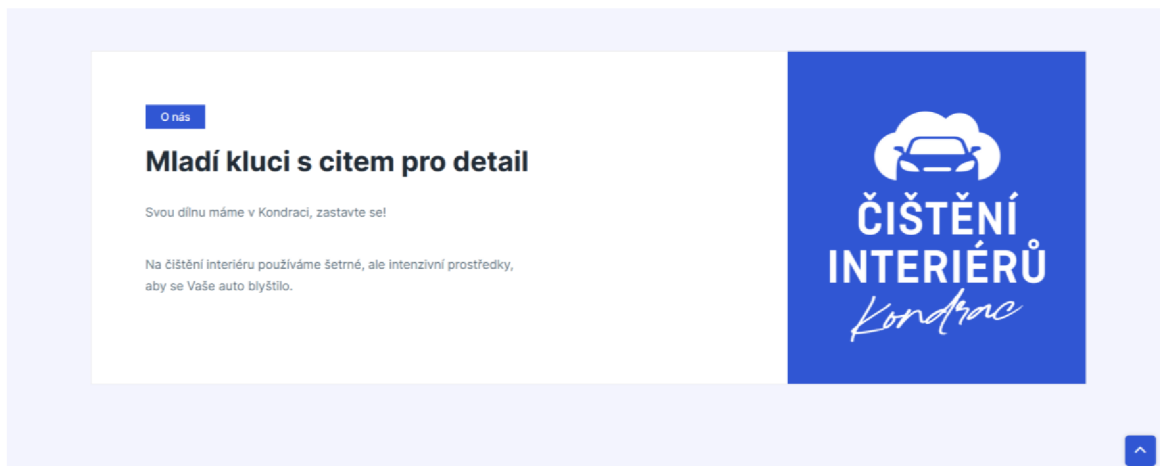 O nás
Mladí kluci s citem pro detail
Svou dílnu máme v Kondraci, zastavte se!
Na čištění interiéru používáme šetrné, ale intenzivní prostředky,
aby se Vaše auto blyštilo.
ČIŠTĚNÍ
INTERIÉRŮ
Kondrac